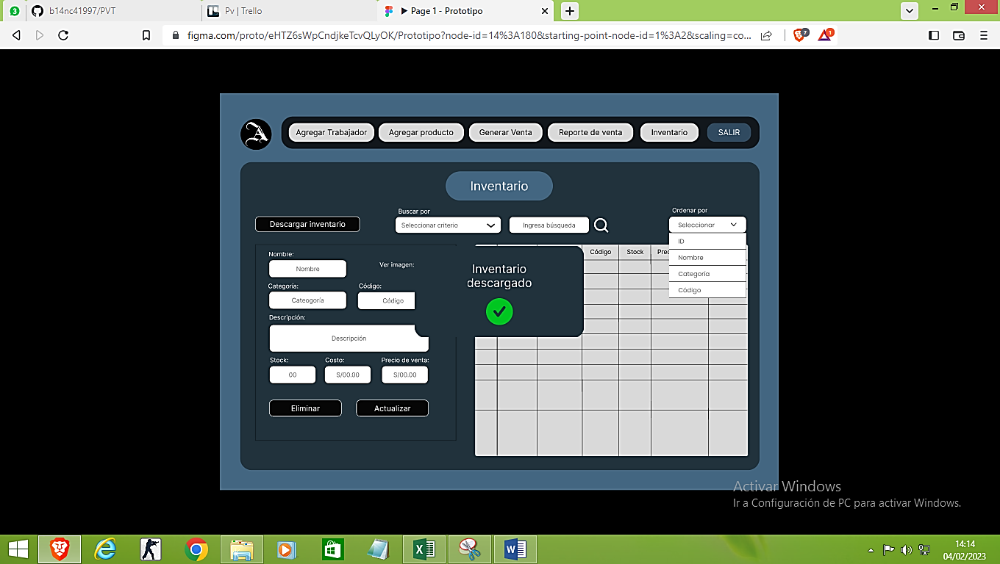 3
b14nc41997/PVT
Pv | Trello
Page 1 - Prototipo
figma.com/proto/eHTZ6sWpCndjkeTcvQLyOK/Prototipo?node-id=14%3A180&starting-point-node-id=1%3A2&scaling=co...
7
1
A
Agregar Trabajador
Agregar producto
Generar Venta
Reporte de venta
Inventario
SALIR
Inventario
Descargar inventario
Buscar por
Seleccionar criterio
Ingresa búsqueda
Ordenar por
Seleccionar
ID
Nombre
Categoria
Código
Nombre:
Nombre
Ver imagen:
Categoría:
Cateogoría
Código:
Código
Descripción:
Descripción
Stock:
Costo:
Precio de venta:
00
S/00.00
S/00.00
Eliminar
Actualizar
Código
Stock
Prec
Inventario
descargado
Activar Windows
Ir a Configuración de PC para activar Windows.
14:14
04/02/2023